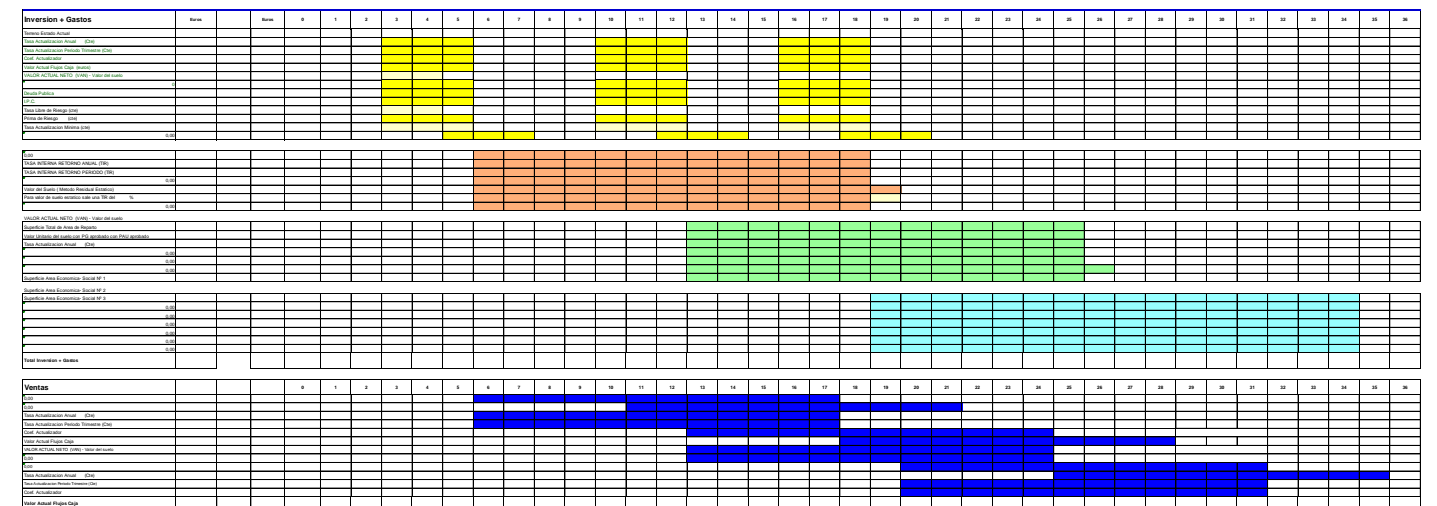 Inversion + Gastos Euros Euros 0 1 2 3 4 5 6 7 8 9 10 11 12 13 14 15 16 17 18 19 20 21 22 23 24 25 26 27 28 29 30 31 32 33 34 35 36
Terreno Estado Actual
Tasa Actualizacion Anual (Cte)
Tasa Actualizacion Periodo Trimestre (Cte)
Coef. Actualizador
Valor Actual Flujos Caja (euros)
VALOR ACTUAL NETO (VAN) - Valor del suelo
0
Deuda Publica
I.P.C.
Tasa Libre de Riesgo (cte)
Prima de Riesgo (cte)
Tasa Actualizacion Minima (cte)
0,00
0,00
TASA INTERNA RETORNO ANUAL (TIR)
TASA INTERNA RETORNO PERIODO (TIR)
0,00
Valor del Suelo ( Metodo Residual Estatico)
Para valor de suelo estatico sale una TIR del %
0,00
VALOR ACTUAL NETO (VAN) - Valor del suelo
Superficie Total de Area de Reparto
Valor Unitario del suelo con PG aprobado con PAU aprobado
Tasa Actualizacion Anual (Cte)
0,00
0,00
0,00
Superficie Area Economica- Social Nº 1
Superficie Area Economica- Social Nº 2
Superficie Area Economica- Social Nº 3
0,00
0,00
0,00
0,00
0,00
0,00
Total Inversion + Gastos
Ventas 0 1 2 3 4 5 6 7 8 9 10 11 12 13 14 15 16 17 18 19 20 21 22 23 24 25 26 27 28 29 30 31 32 33 34 35 36
0,00
0,00
Tasa Actualizacion Anual (Cte)
Tasa Actualizacion Periodo Trimestre (Cte)
Coef. Actualizador
Valor Actual Flujos Caja
VALOR ACTUAL NETO (VAN) - Valor del suelo
0,00
0,00
Tasa Actualizacion Anual (Cte)
Tasa Actualizacion Periodo Trimestre (Cte)
Coef. Actualizador
Valor Actual Flujos Caja